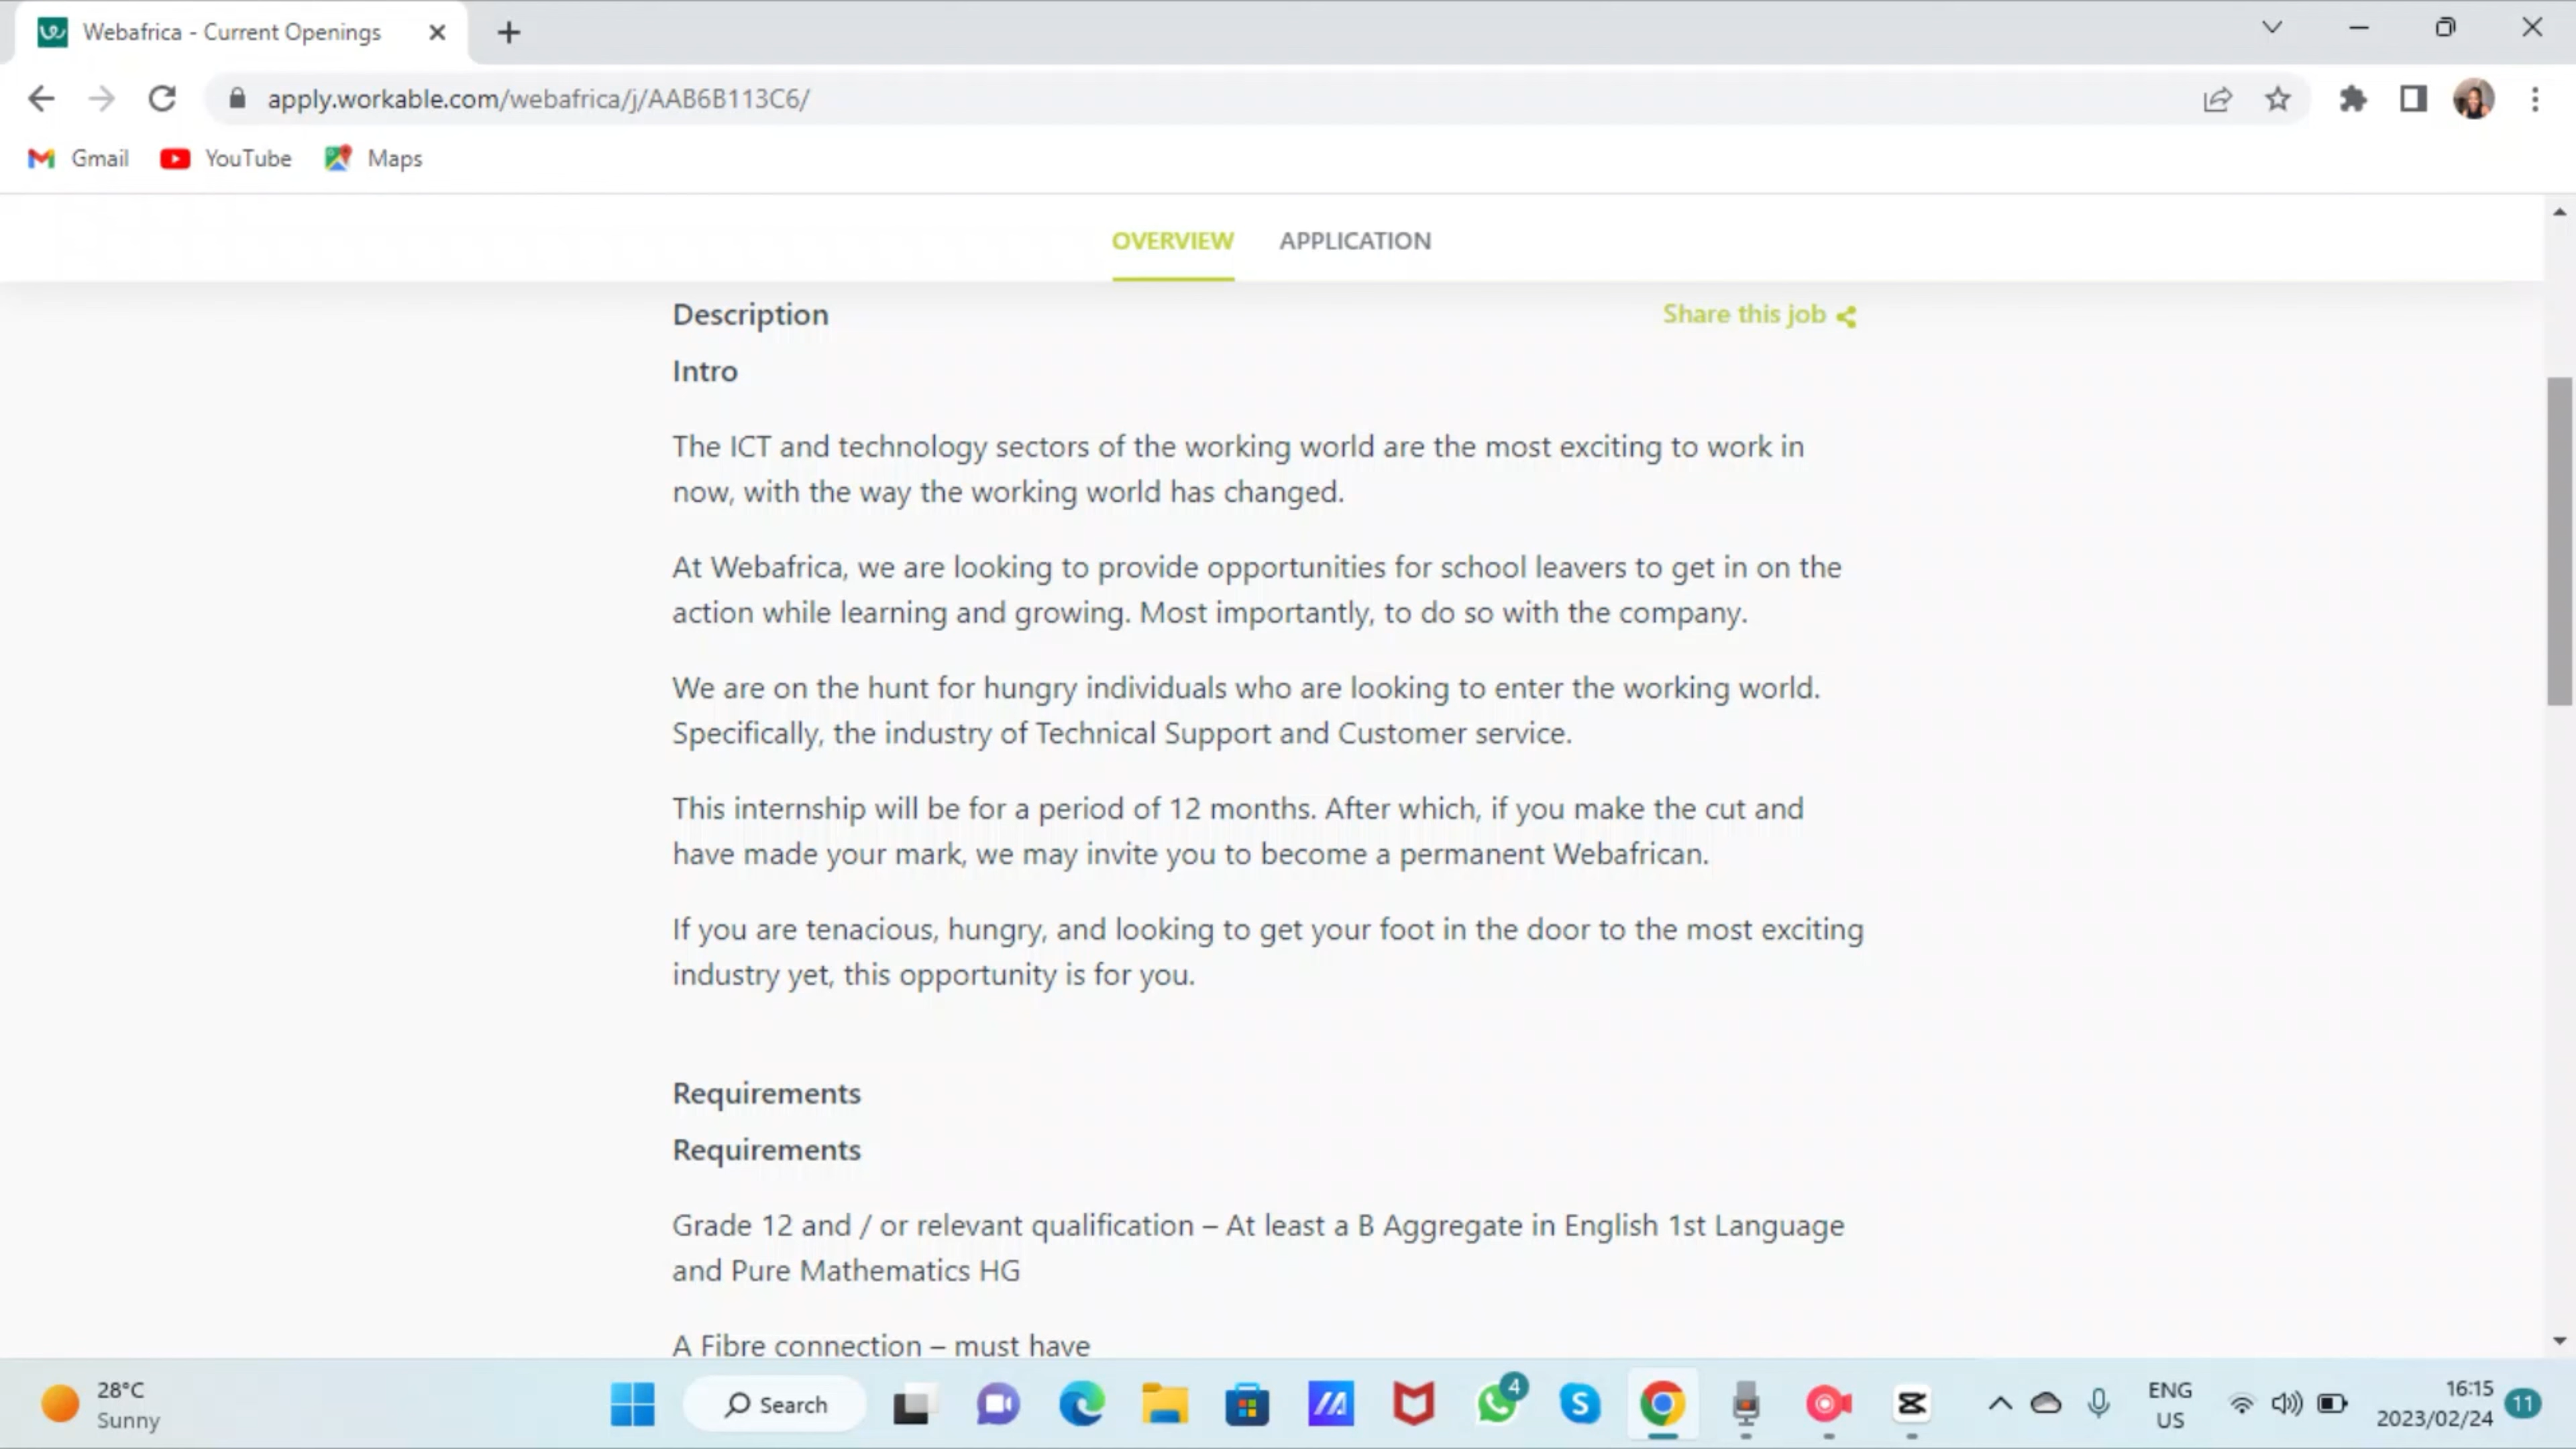 Webafrica - Current Openings
apply.workable.com/webafrica/j/AAB6B113C6/
Gmail YouTube Maps
OVERVIEW APPLICATION
Description Share this job
Intro
The ICT and technology sectors of the working world are the most exciting to work in
now, with the way the working world has changed.
At Webafrica, we are looking to provide opportunities for school leavers to get in on the
action while learning and growing. Most importantly, to do so with the company.
We are on the hunt for hungry individuals who are looking to enter the working world.
Specifically, the industry of Technical Support and Customer service.
This internship will be for a period of 12 months. After which, if you make the cut and
have made your mark, we may invite you to become a permanent Webafrican.
If you are tenacious, hungry, and looking to get your foot in the door to the most exciting
industry yet, this opportunity is for you.
Requirements
Requirements
Grade 12 and / or relevant qualification – At least a B Aggregate in English 1st Language
and Pure Mathematics HG
A Fibre connection – must have
28°C
Sunny
Search
4
ENG
US
16:15
2023/02/24
11